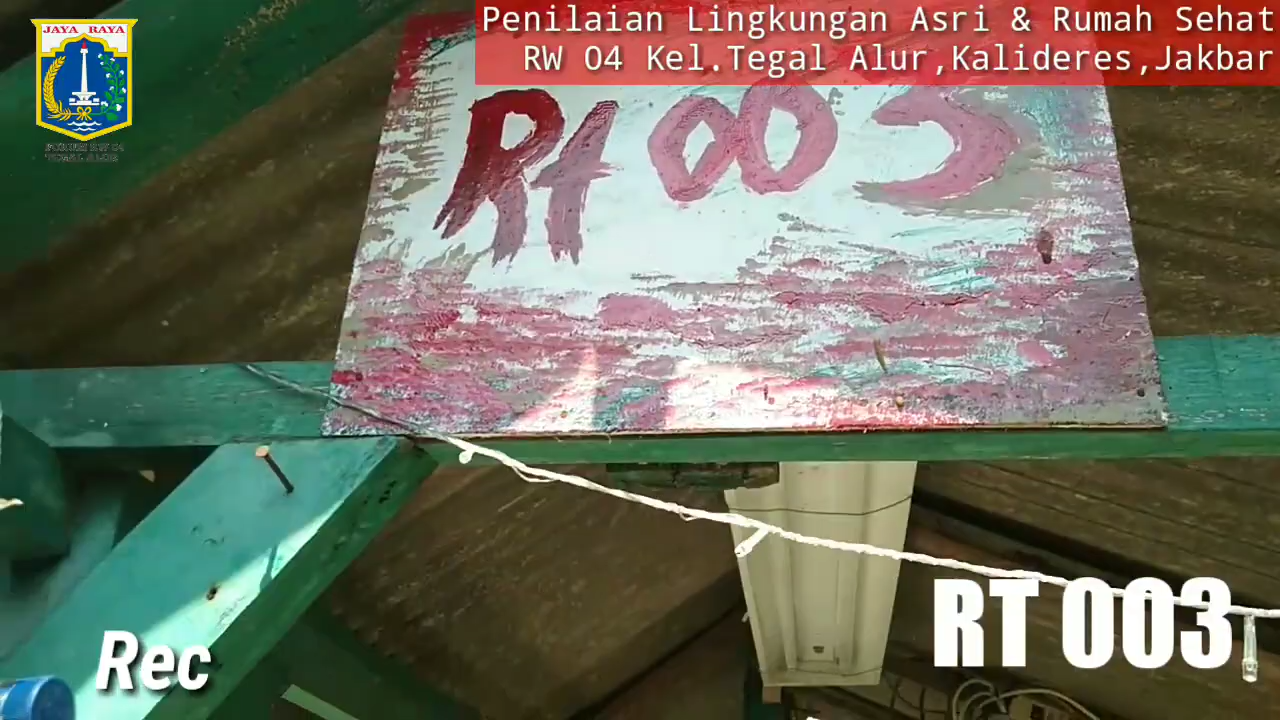 JAYA RAYA
Penilaian Lingkungan Asri & Rumah Sehat
RW 04 Kel.Tegal Alur,Kalideres,Jakbar
Rt 003
Rec
RT 003